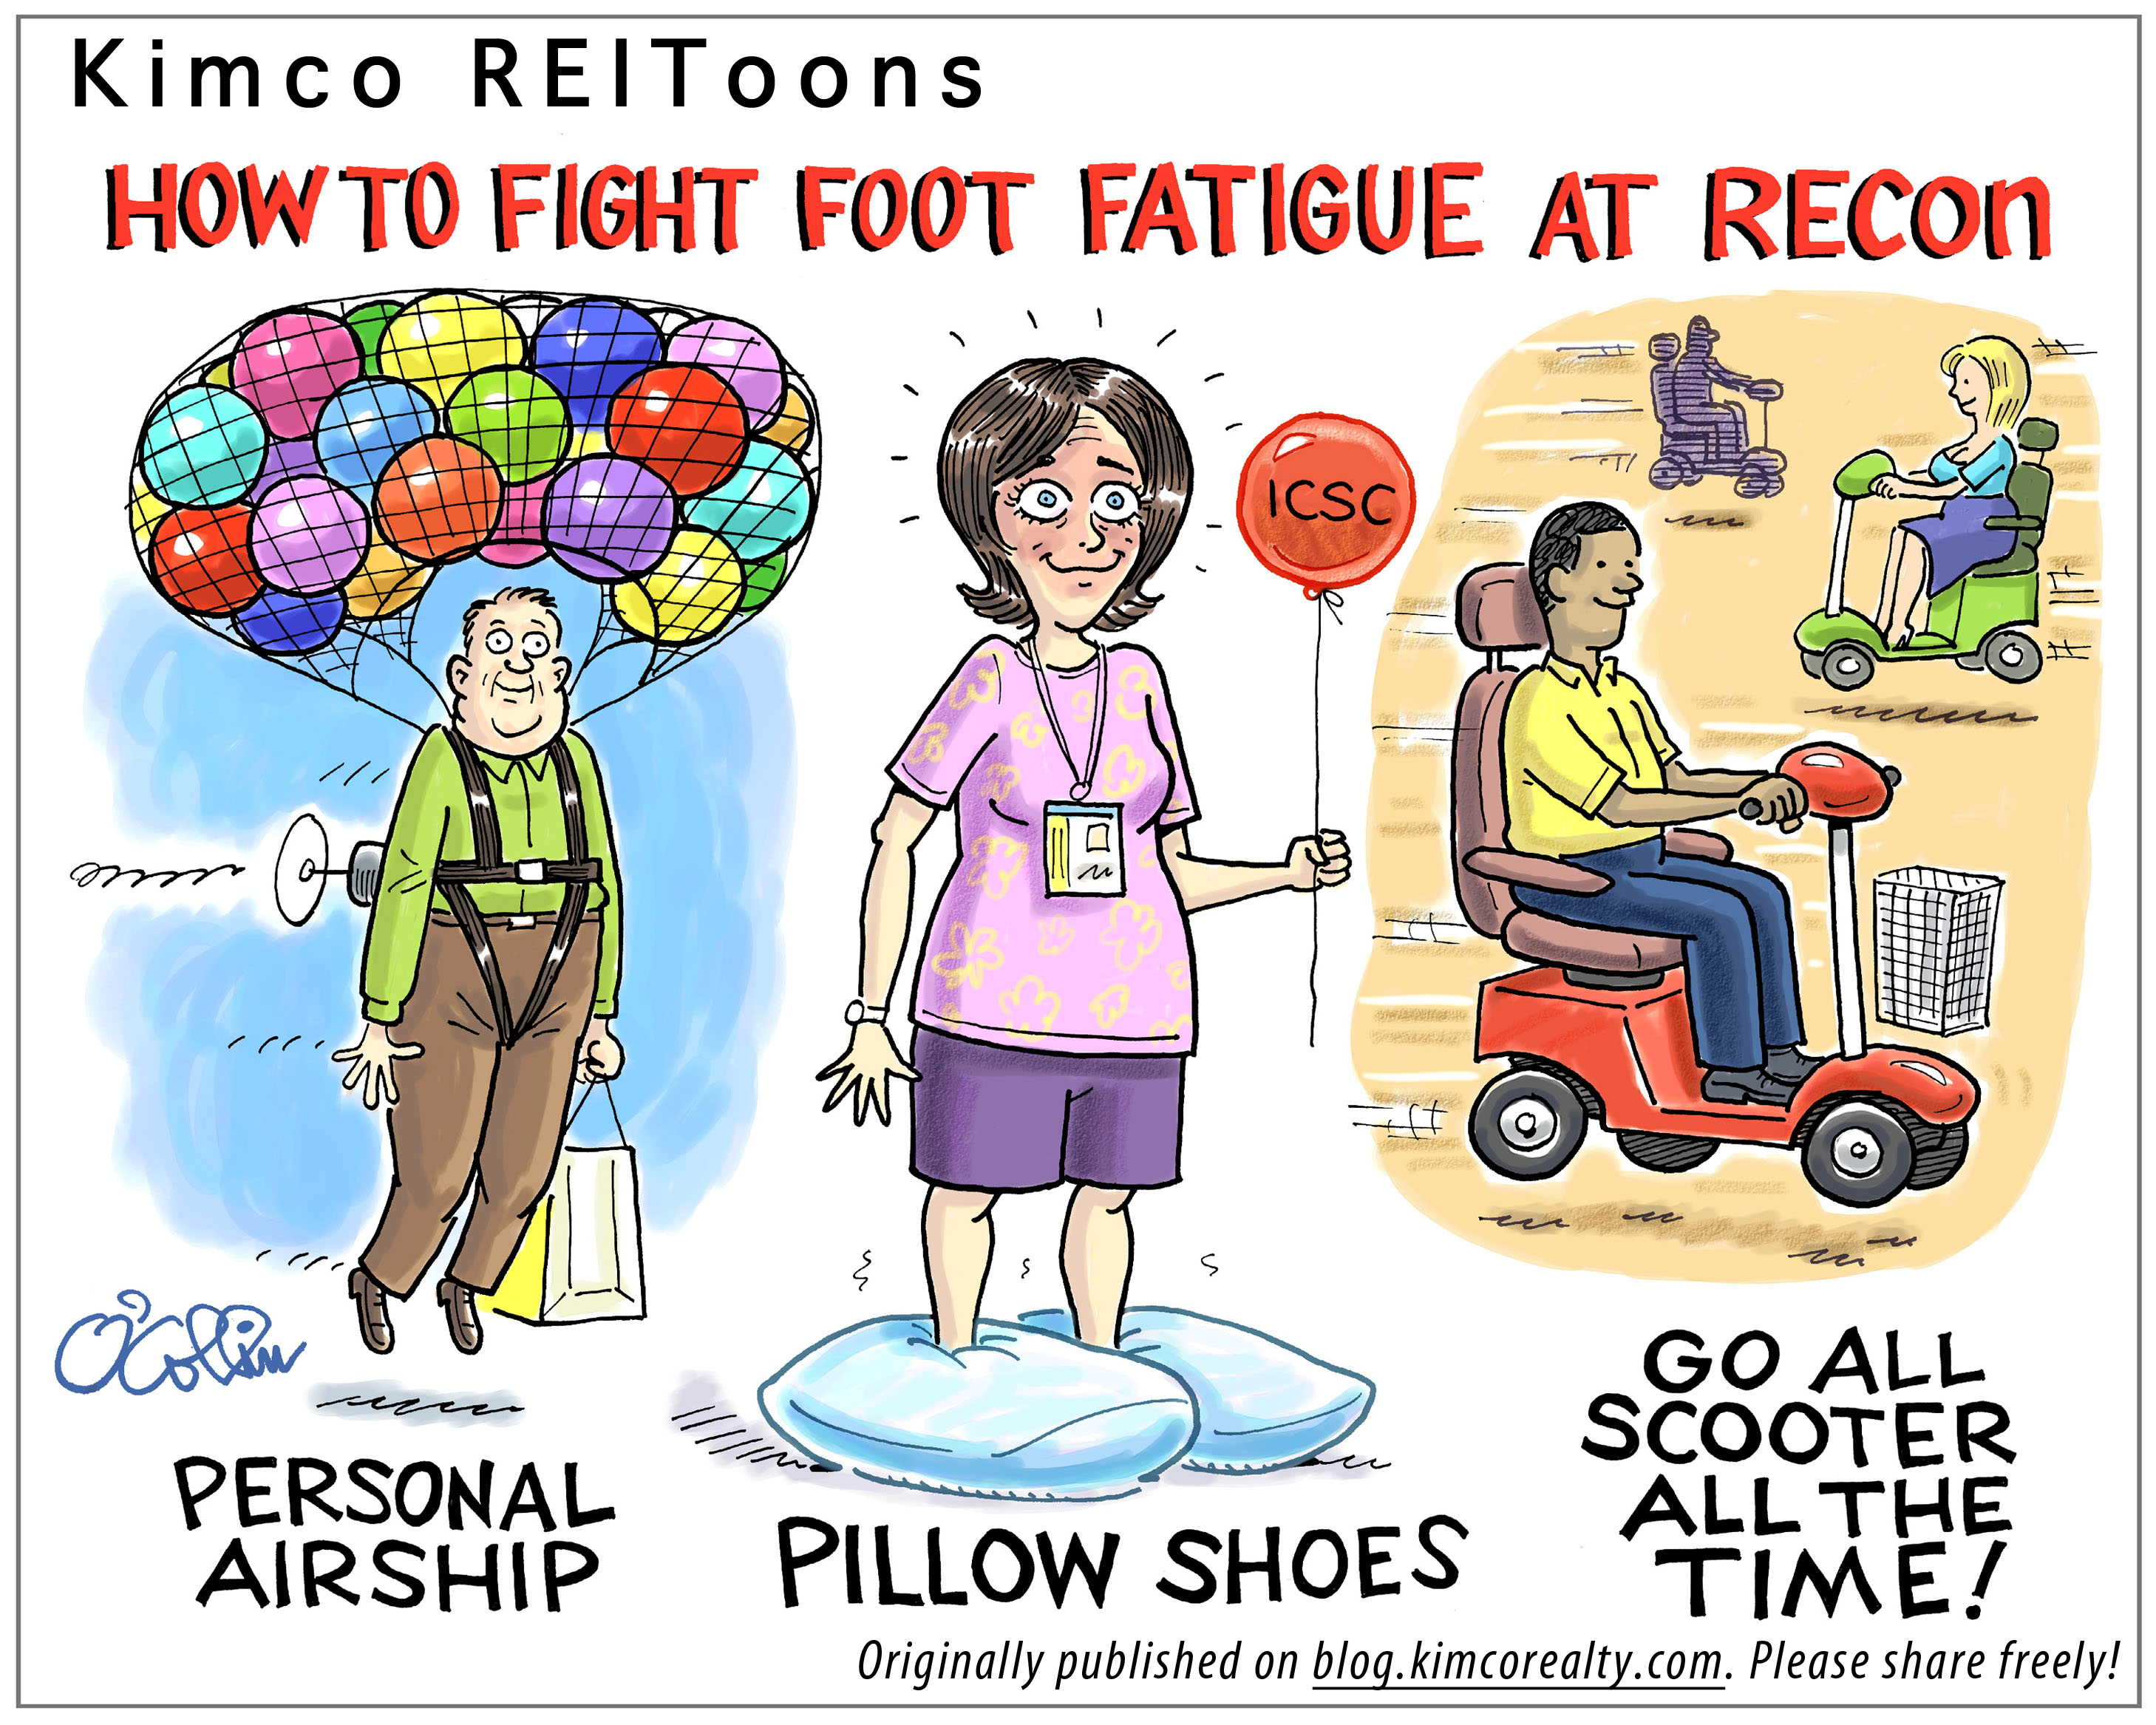 Kimco REIToons
HOW TO FIGHT FOOT FATIGUE AT RECON
ICSC
O'Collin
PERSONAL
AIRSHIP
PILLOW SHOES
GO ALL
SCOOTER
ALL THE
TIME!
Originally published on blog.kimcorealty.com. Please share freely!